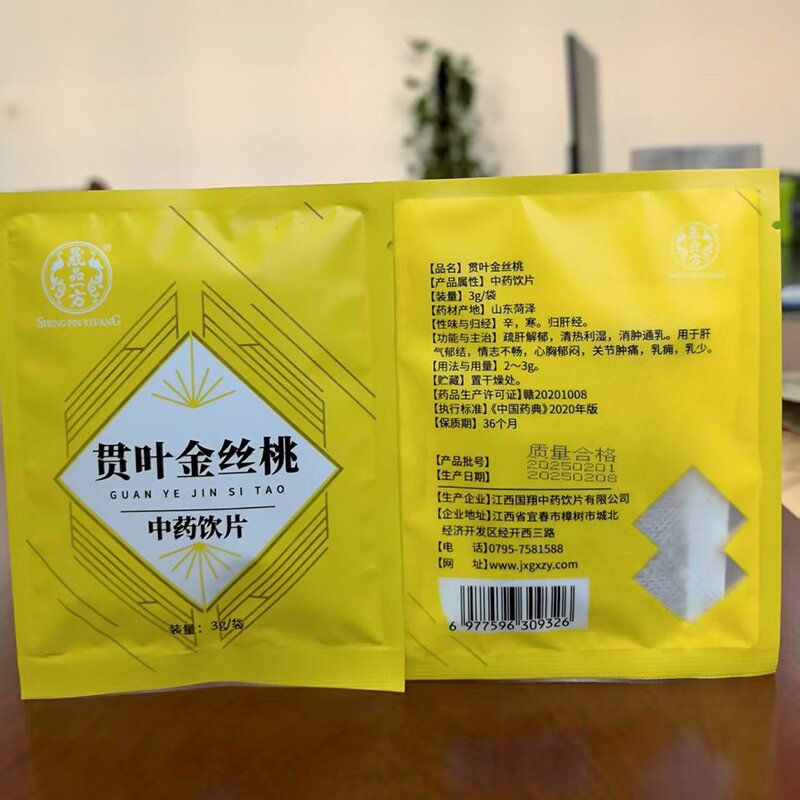 晟品一方
SHENG PIN YI FANG
贯叶金丝桃
GUAN YE JIN SI TAO
中药饮片
装量：3g/袋
晟品一方
【品名】贯叶金丝桃
【产品属性】中药饮片
【装量】3g/袋
【药材产地】山东菏泽
【性味与归经】辛，寒。归肝经。
【功能与主治】疏肝解郁，清热利湿，消肿通乳。用于肝
气郁结，情志不畅，心胸郁闷，关节肿痛，乳痈，乳少。
【用法与用量】2～3g。
【贮藏】置干燥处。
【药品生产许可证】赣20201008
【执行标准】《中国药典》2020年版
【保质期】36个月
质量合格
【产品批号】 20250201
【生产日期】 20250208
【生产企业】江西国翔中药饮片有限公司
【企业地址】江西省宜春市樟树市城北
经济开发区经开西三路
【电 话】0795-7581588
【网 址】www.jxgxzy.com
6 977596 309326